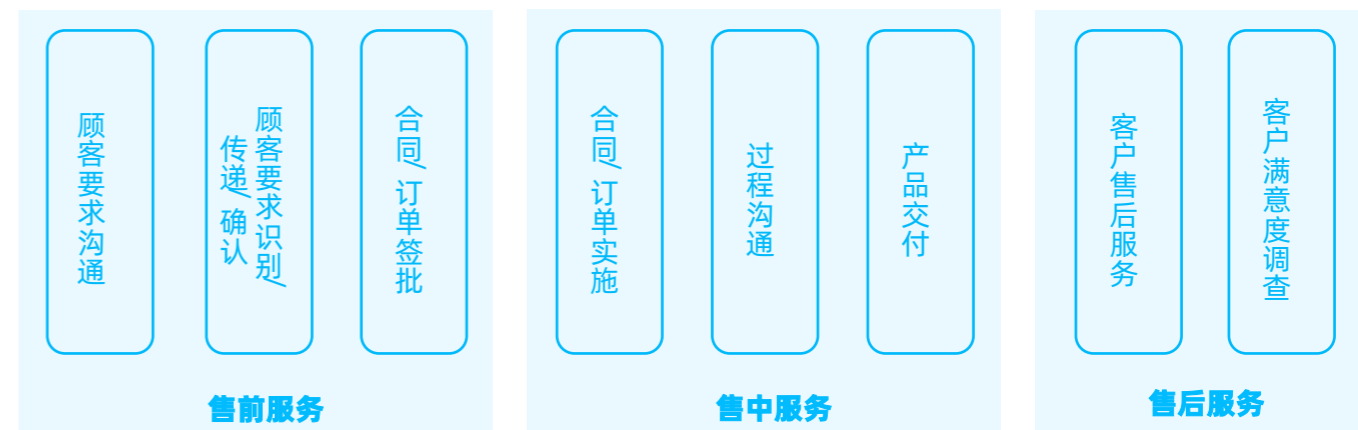 顾客要求沟通
顾客要求识别/
传递/确认
合同/订单签批
售前服务
合同/订单实施
过程沟通
产品交付
售中服务
客户售后服务
客户满意度调查
售后服务